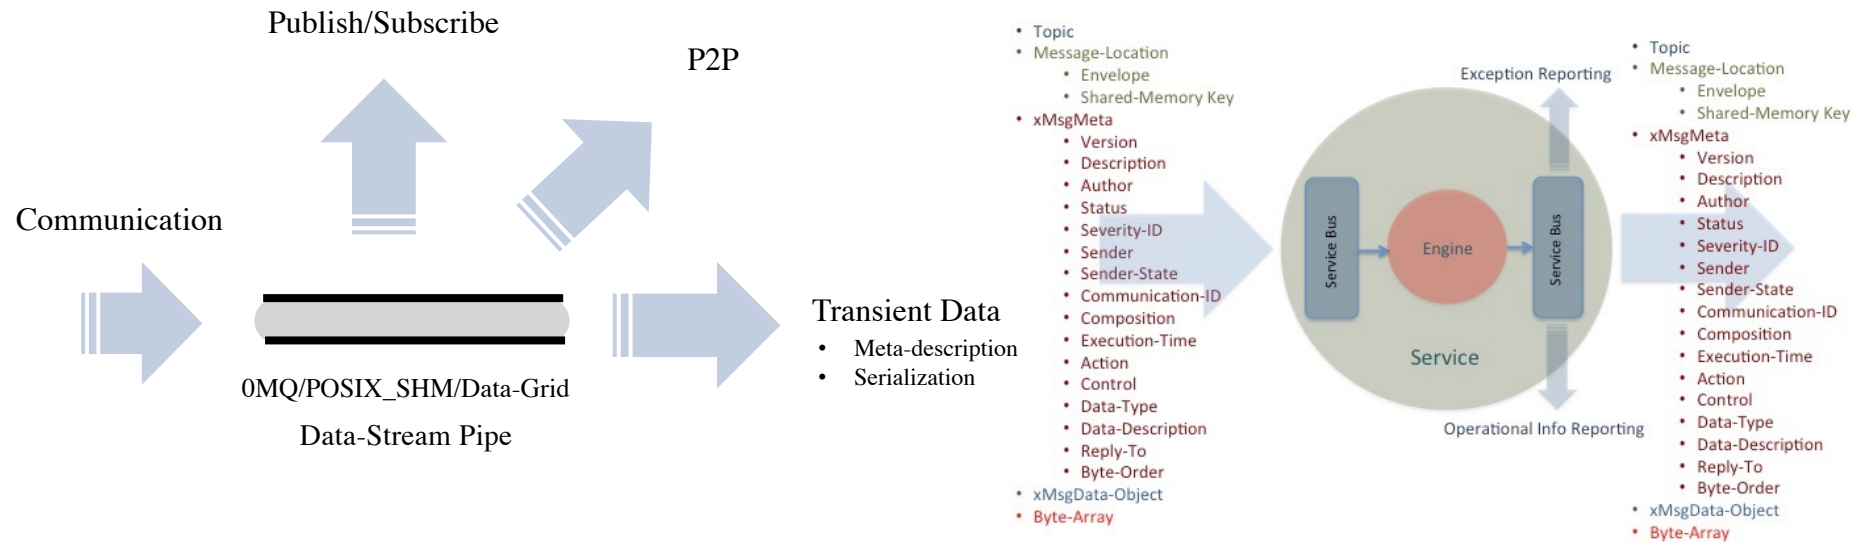 Publish/Subscribe
P2P
Communication
0MQ/POSIX_SHM/Data-Grid
Data-Stream Pipe
Transient Data
• Meta-description
• Serialization
• Topic
• Message-Location
• Envelope
• Shared-Memory Key
• xMsgMeta
• Version
• Description
• Author
• Status
• Severity-ID
• Sender
• Sender-State
• Communication-ID
• Composition
• Execution-Time
• Action
• Control
• Data-Type
• Data-Description
• Reply-To
• Byte-Order
• xMsgData-Object
• Byte-Array
Exception Reporting
Service Bus
Engine
Service Bus
Service
Operational Info Reporting
• Topic
• Message-Location
• Envelope
• Shared-Memory Key
• xMsgMeta
• Version
• Description
• Author
• Status
• Severity-ID
• Sender
• Sender-State
• Communication-ID
• Composition
• Execution-Time
• Action
• Control
• Data-Type
• Data-Description
• Reply-To
• Byte-Order
• xMsgData-Object
• Byte-Array